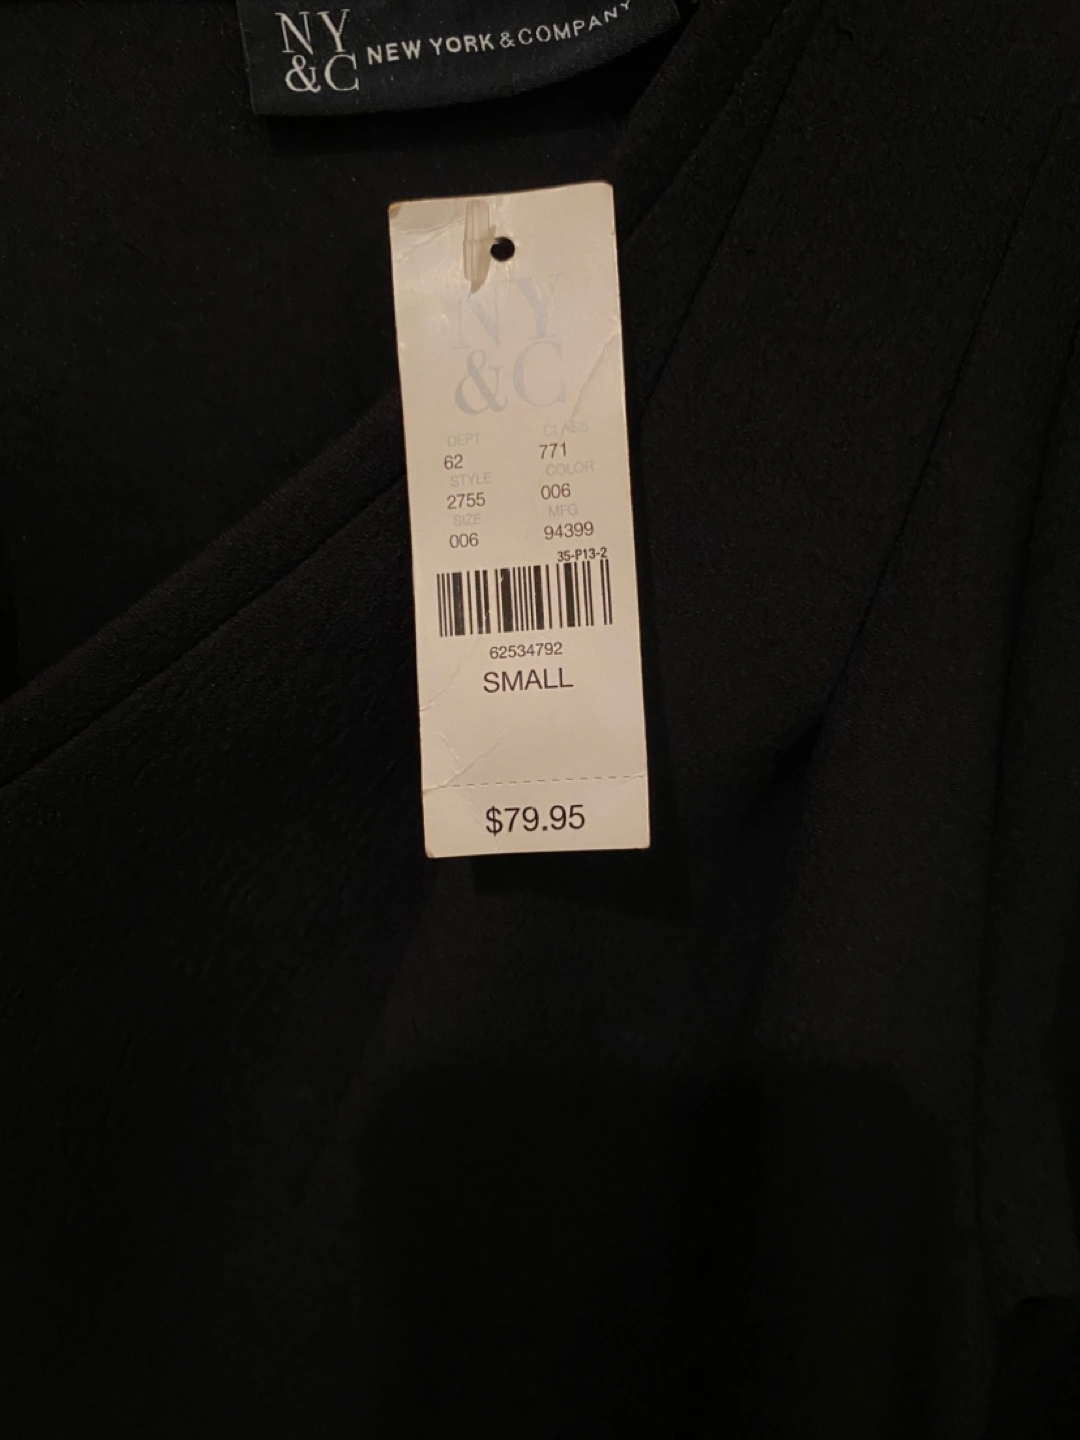 NY
&C NEW YORK & COMPANY
NY
&C
DEPT CLASS
62 771
STYLE COLOR
2755 006
SIZE MFG
006 94399
35-P13-2
62534792
SMALL
$79.95